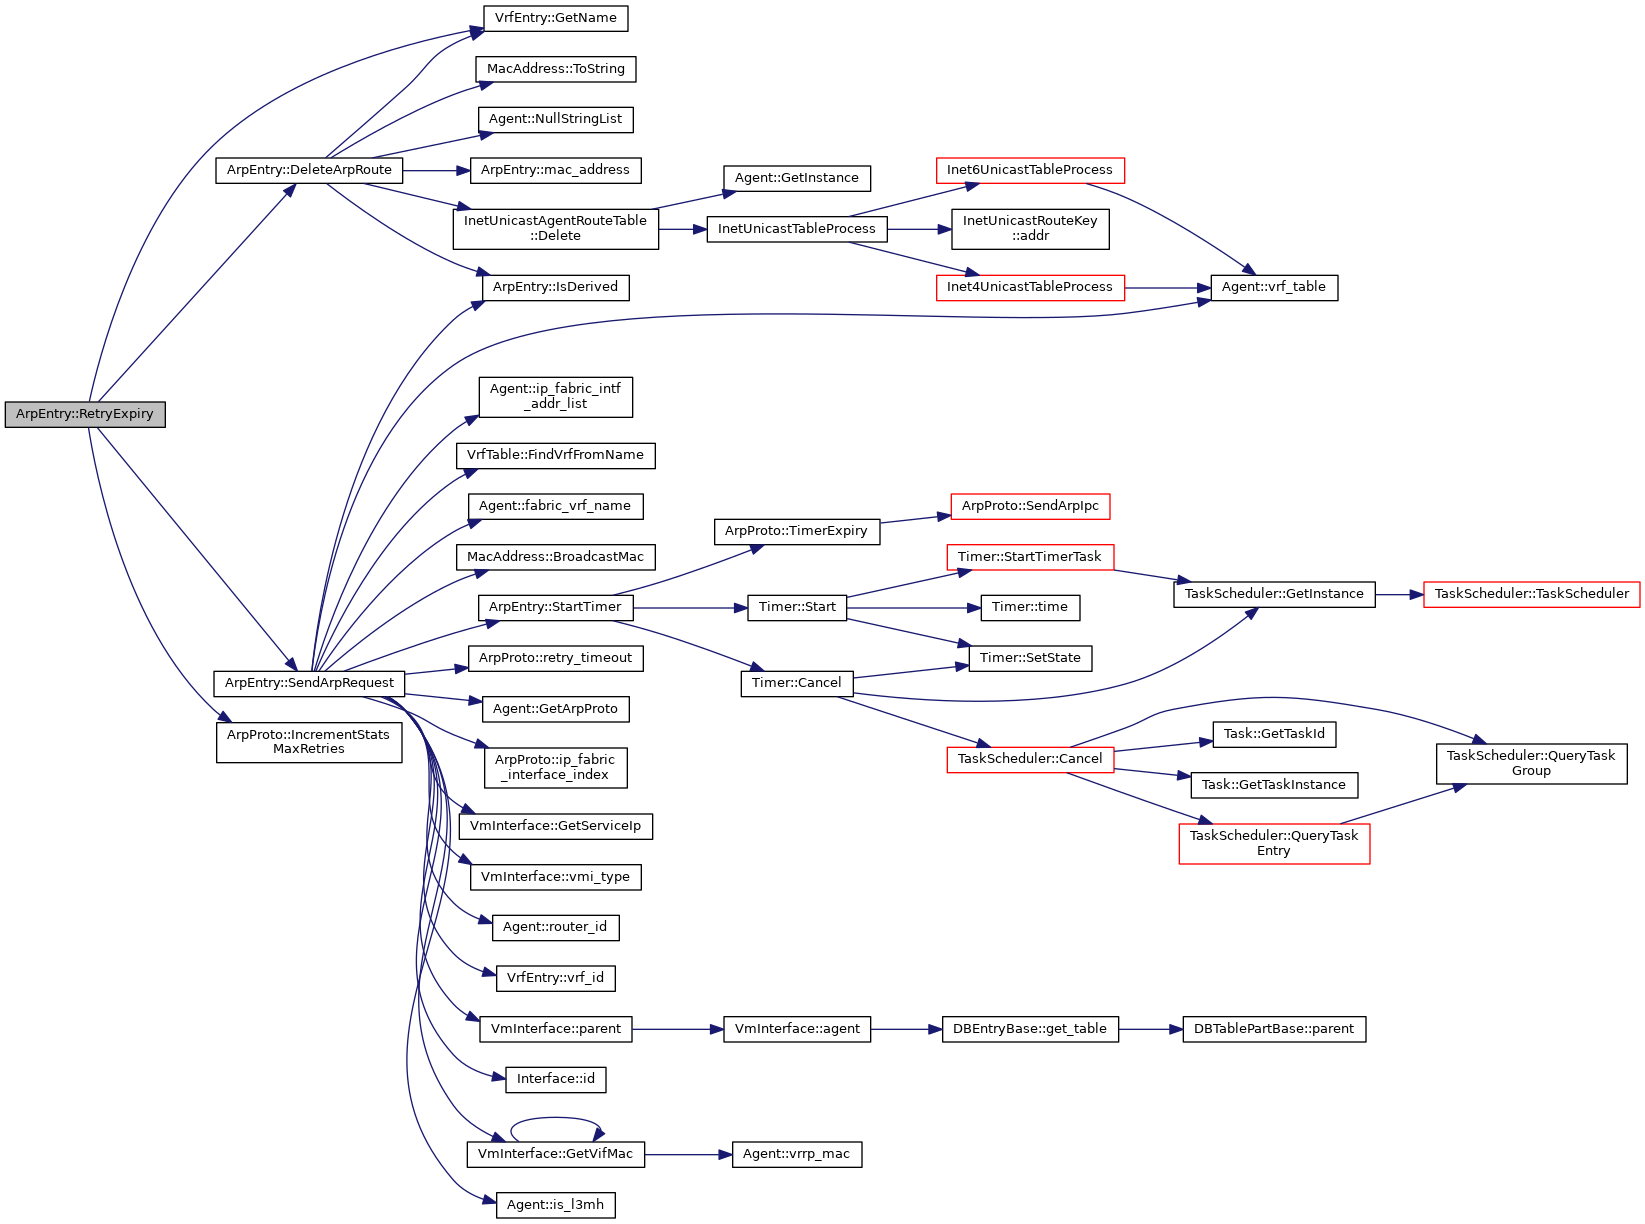 VrfEntry::GetName
MacAddress::ToString
Agent::NullStringList
ArpEntry::DeleteArpRoute
ArpEntry::mac_address
Agent::GetInstance
Inet6UnicastTableProcess
InetUnicastAgentRouteTable
::Delete
InetUnicastTableProcess
InetUnicastRouteKey
::addr
ArpEntry::IsDerived
Inet4UnicastTableProcess
Agent::vrf_table
ArpEntry::RetryExpiry
Agent::ip_fabric_intf
_addr_list
VrfTable::FindVrfFromName
Agent::fabric_vrf_name
ArpProto::SendArpIpc
ArpProto::TimerExpiry
MacAddress::BroadcastMac
Timer::StartTimerTask
TaskScheduler::GetInstance
TaskScheduler::TaskScheduler
ArpEntry::StartTimer
Timer::Start
Timer::time
ArpProto::retry_timeout
Timer::SetState
ArpEntry::SendArpRequest
Timer::Cancel
Agent::GetArpProto
ArpProto::IncrementStats
MaxRetries
ArpProto::ip_fabric
_interface_index
TaskScheduler::Cancel
Task::GetTaskId
TaskScheduler::QueryTask
Group
Task::GetTaskInstance
VmInterface::GetServiceIp
TaskScheduler::QueryTask
Entry
VmInterface::vmi_type
Agent::router_id
VrfEntry::vrf_id
VmInterface::parent
VmInterface::agent
DBEntryBase::get_table
DBTablePartBase::parent
Interface::id
VmInterface::GetVifMac
Agent::vrrp_mac
Agent::is_l3mh